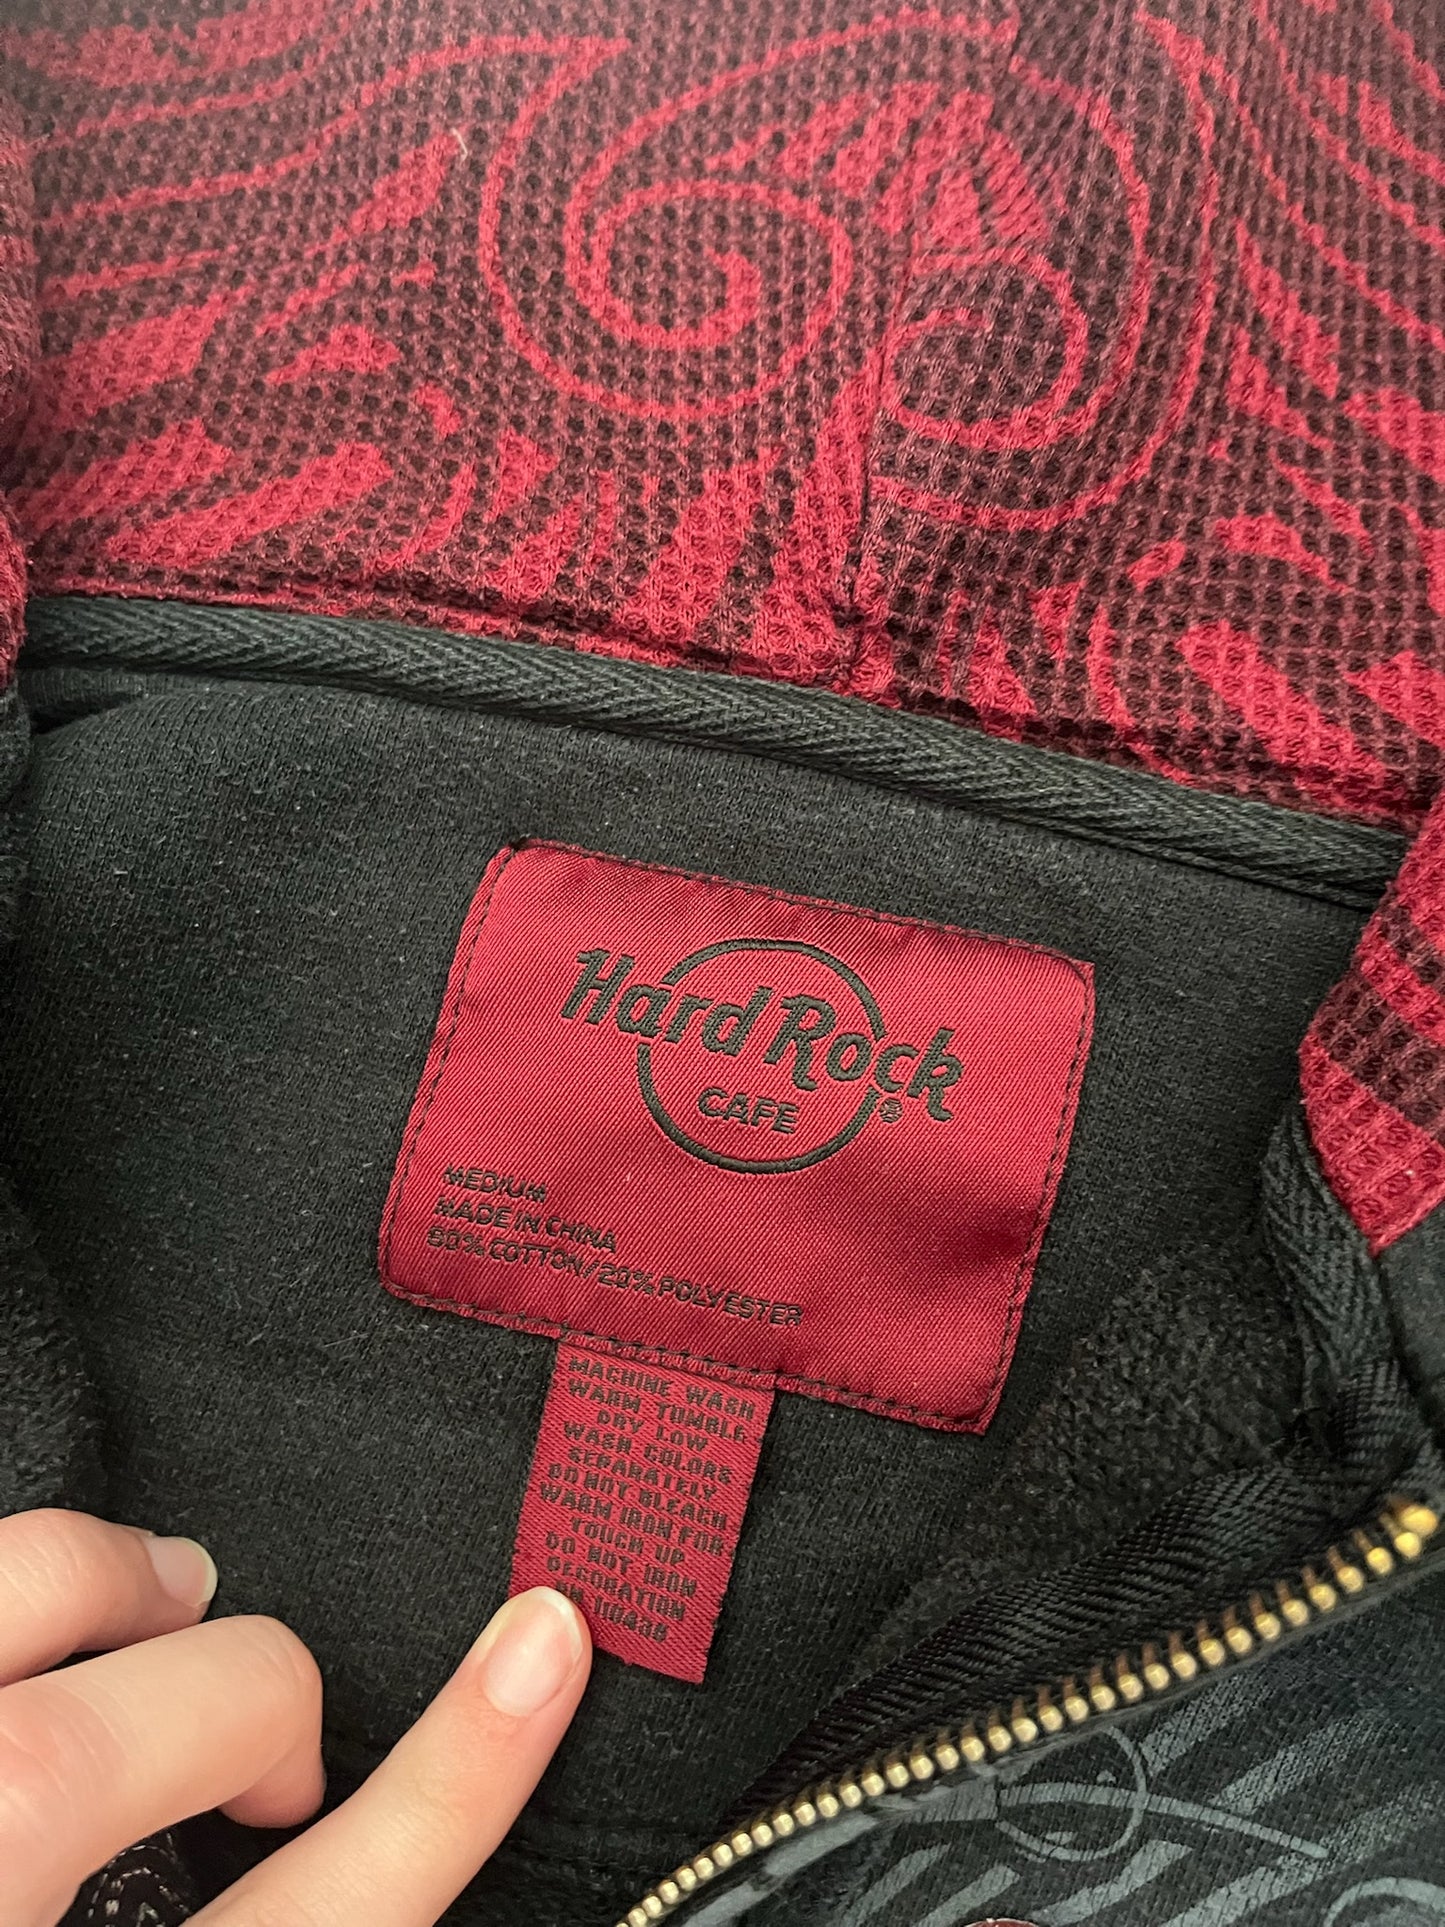 Hard Rock
CAFE
®
MEDIUM
MADE IN CHINA
80% COTTON/20% POLYESTER
MACHINE WASH
WARM TUMBLE
DRY LOW
WASH COLORS
SEPARATELY
DO NOT BLEACH
WARM IRON FOR
TOUCH UP
DO NOT IRON
DECORATION